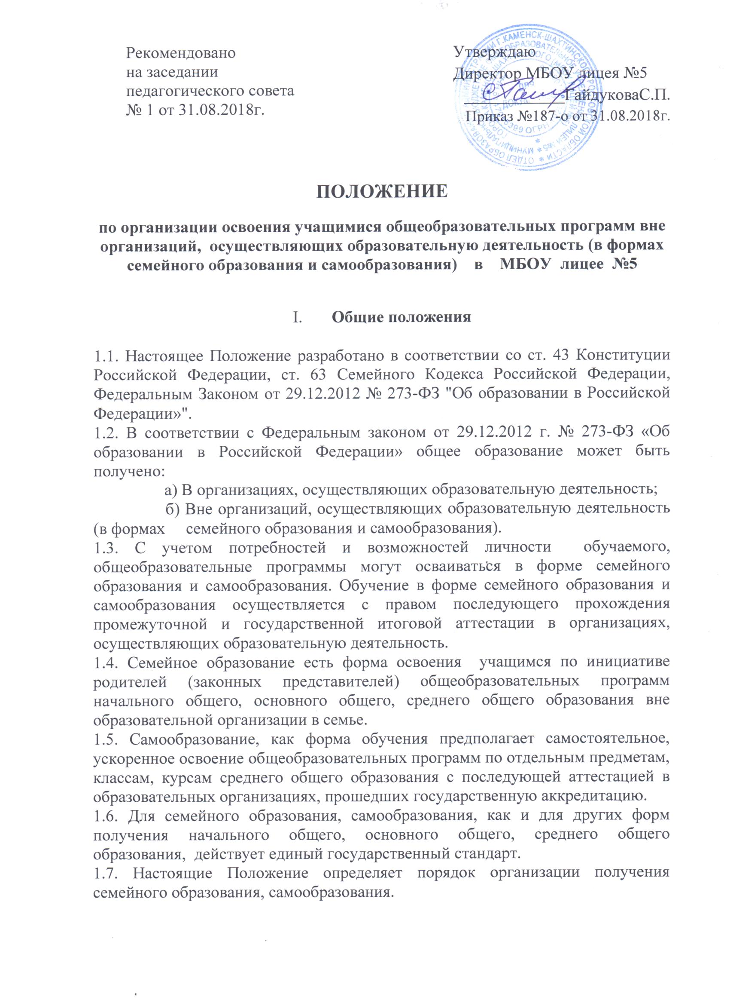 Рекомендовано
на заседании
педагогического совета
№ 1 от 31.08.2018г.
Утверждаю
Директор МБОУ лицея №5
ГайдуковаС.П.
Приказ №187-о от 31.08.2018г.
ПОЛОЖЕНИЕ
по организации освоения учащимися общеобразовательных программ вне
организаций, осуществляющих образовательную деятельность (в формах
семейного образования и самообразования) в МБОУ лицее №5
I. Общие положения
1.1. Настоящее Положение разработано в соответствии со ст. 43 Конституции
Российской Федерации, ст. 63 Семейного Кодекса Российской Федерации,
Федеральным Законом от 29.12.2012 № 273-ФЗ "Об образовании в Российской
Федерации»".
1.2. В соответствии с Федеральным законом от 29.12.2012 г. № 273-ФЗ «Об
образовании в Российской Федерации» общее образование может быть
получено:
а) В организациях, осуществляющих образовательную деятельность;
б) Вне организаций, осуществляющих образовательную деятельность
(в формах семейного образования и самообразования).
1.3. С учетом потребностей и возможностей личности обучаемого,
общеобразовательные программы могут осваиваться в форме семейного
образования и самообразования. Обучение в форме семейного образования и
самообразования осуществляется с правом последующего прохождения
промежуточной и государственной итоговой аттестации в организациях,
осуществляющих образовательную деятельность.
1.4. Семейное образование есть форма освоения учащимся по инициативе
родителей (законных представителей) общеобразовательных программ
начального общего, основного общего, среднего общего образования вне
образовательной организации в семье.
1.5. Самообразование, как форма обучения предполагает самостоятельное,
ускоренное освоение общеобразовательных программ по отдельным предметам,
классам, курсам среднего общего образования с последующей аттестацией в
образовательных организациях, прошедших государственную аккредитацию.
1.6. Для семейного образования, самообразования, как и для других форм
получения начального общего, основного общего, среднего общего
образования, действует единый государственный стандарт.
1.7. Настоящие Положение определяет порядок организации получения
семейного образования, самообразования.